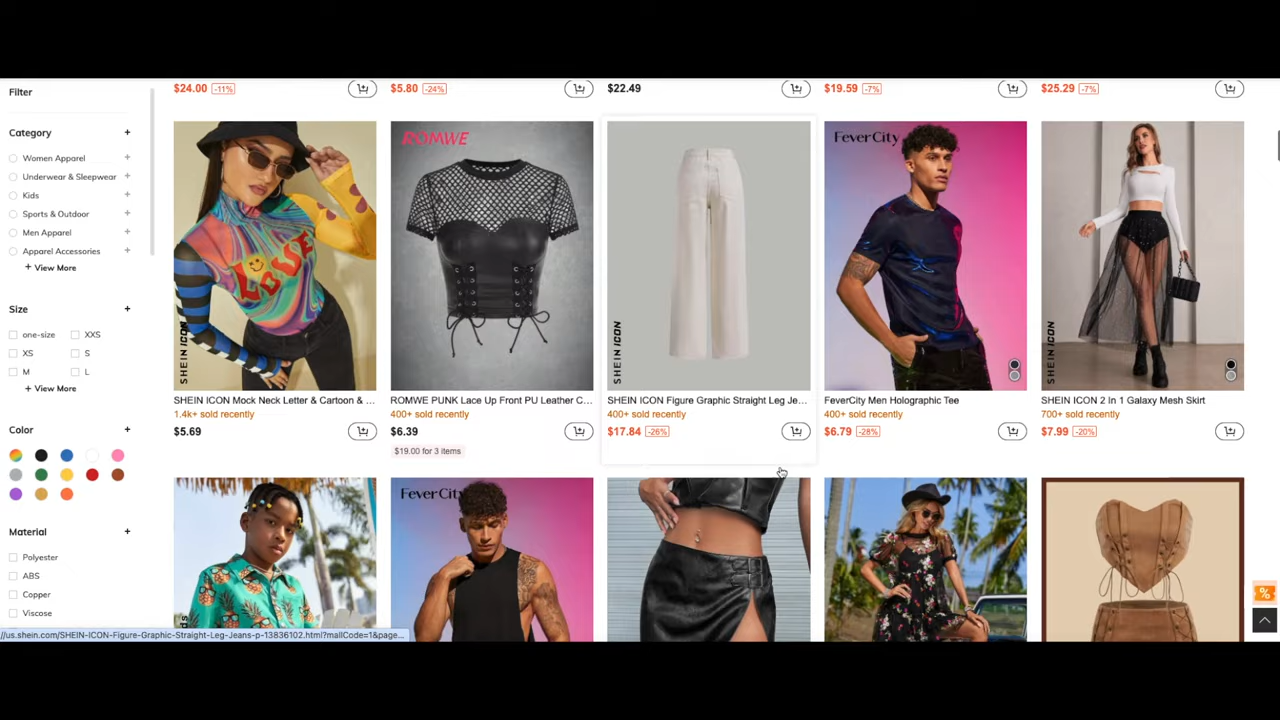 Filter
$24.00 -11%
$5.80 -24%
$22.49
$19.59 -7%
$25.29 -7%
Category +
Women Apparel +
Underwear & Sleepwear +
Kids +
Sports & Outdoor +
Men Apparel +
Apparel Accessories +
+ View More
Size +
one-size XXS
XS S
M L
+ View More
Color +
Material +
Polyester
ABS
Copper
Viscose
LOVE
SHEIN ICON
SHEIN ICON Mock Neck Letter & Cartoon & ...
1.4k+ sold recently
$5.69
ROMWE
ROMWE PUNK Lace Up Front PU Leather C...
400+ sold recently
$6.39
$19.00 for 3 items
SHEIN ICON
SHEIN ICON Figure Graphic Straight Leg Je...
400+ sold recently
$17.84 -26%
FeverCity
FeverCity Men Holographic Tee
400+ sold recently
$6.79 -28%
SHEIN ICON
SHEIN ICON 2 In 1 Galaxy Mesh Skirt
700+ sold recently
$7.99 -20%
FeverCity
%
//us.shein.com/SHEIN-ICON-Figure-Graphic-Straight-Leg-Jeans-p-13836102.html?mallCode=1&page...